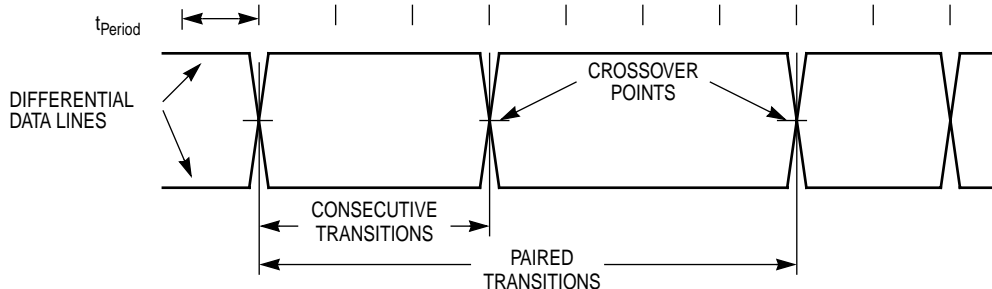 tPeriod
CROSSOVER
POINTS
DIFFERENTIAL
DATA LINES
CONSECUTIVE
TRANSITIONS
PAIRED
TRANSITIONS